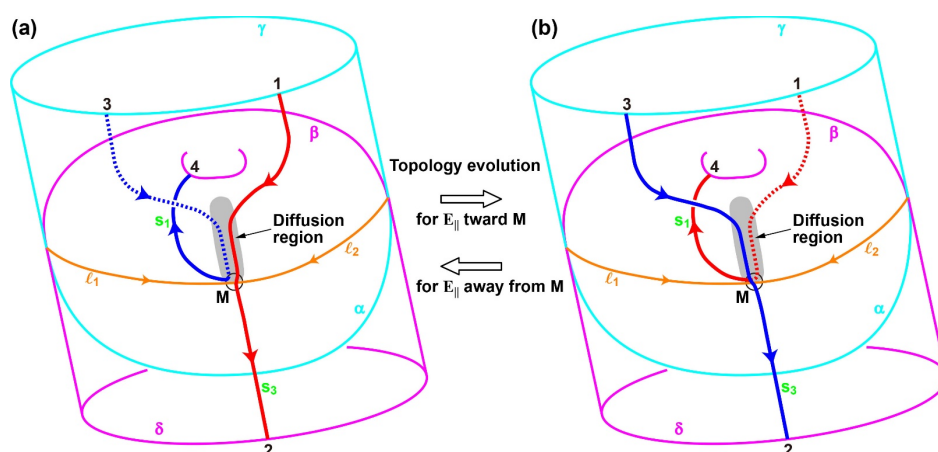 (a)
(b)
γ
γ
1
1
3
3
β
β
4
4
Topology evolution
s₁
s₁
for E∥ tward M
Diffusion
region
Diffusion
region
ℓ₂
ℓ₂
ℓ₁
ℓ₁
for E∥ away from M
M
M
α
α
s₃
s₃
δ
δ
2
2